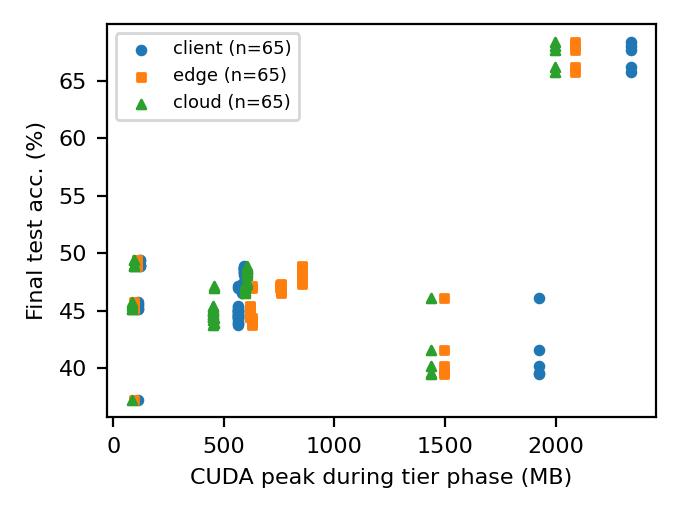 client (n=65)
edge (n=65)
cloud (n=65)
Final test acc. (%)
65
60
55
50
45
40
0 500 1000 1500 2000
CUDA peak during tier phase (MB)